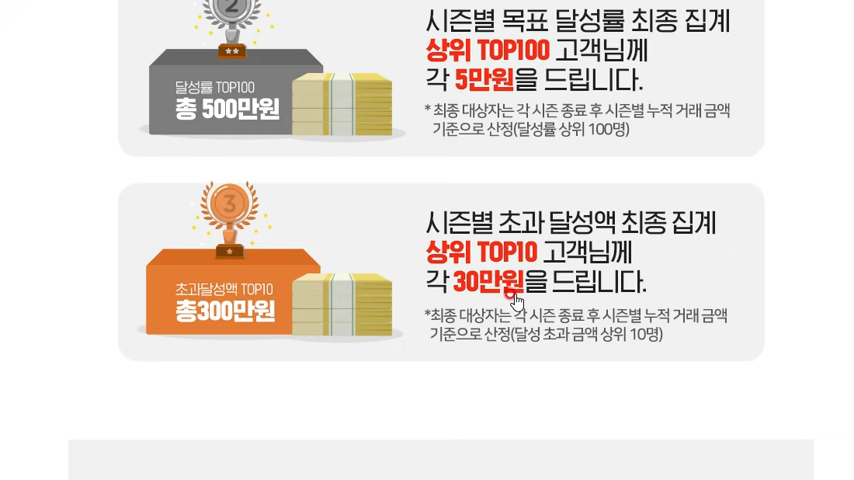 2
시즌별 목표 달성률 최종 집계
상위 TOP100 고객님께
각 5만원을 드립니다.
* 최종 대상자는 각 시즌 종료 후 시즌별 누적 거래 금액
기준으로 산정(달성률 상위 100명)
달성률 TOP100
총 500만원
3
시즌별 초과 달성액 최종 집계
상위 TOP10 고객님께
각 30만원을 드립니다.
*최종 대상자는 각 시즌 종료 후 시즌별 누적 거래 금액
기준으로 산정(달성 초과 금액 상위 10명)
초과달성액 TOP10
총300만원